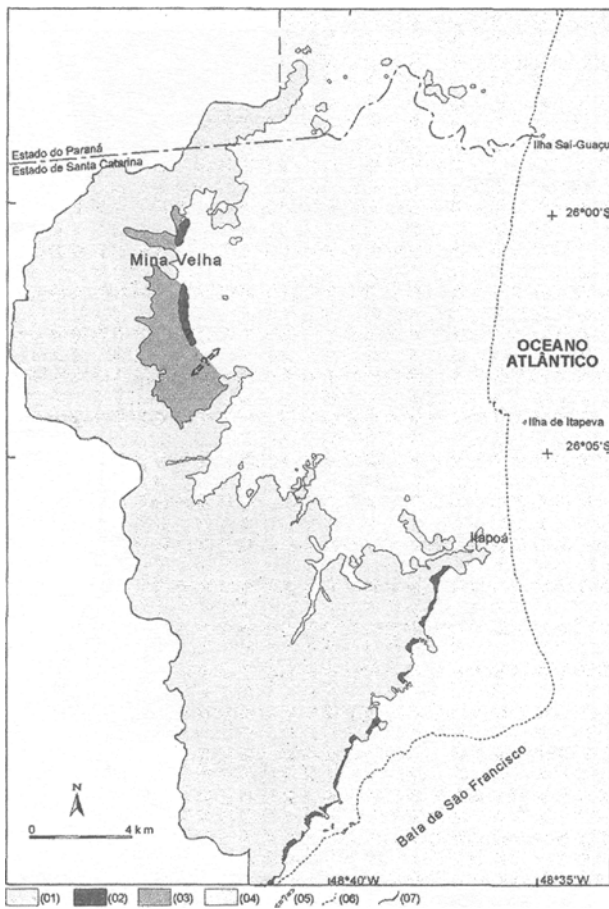 Estado do Paraná
Estado de Santa Catarina
Ilha Saí-Guaçu
26°00'S
Mina Velha
OCEANO
ATLÂNTICO
Ilha de Itapeva
26°05'S
Itapoá
Baía de São Francisco
N
0 4 km
48°40'W 48°35'W
(01) (02) (03) (04) (05) (06) (07)